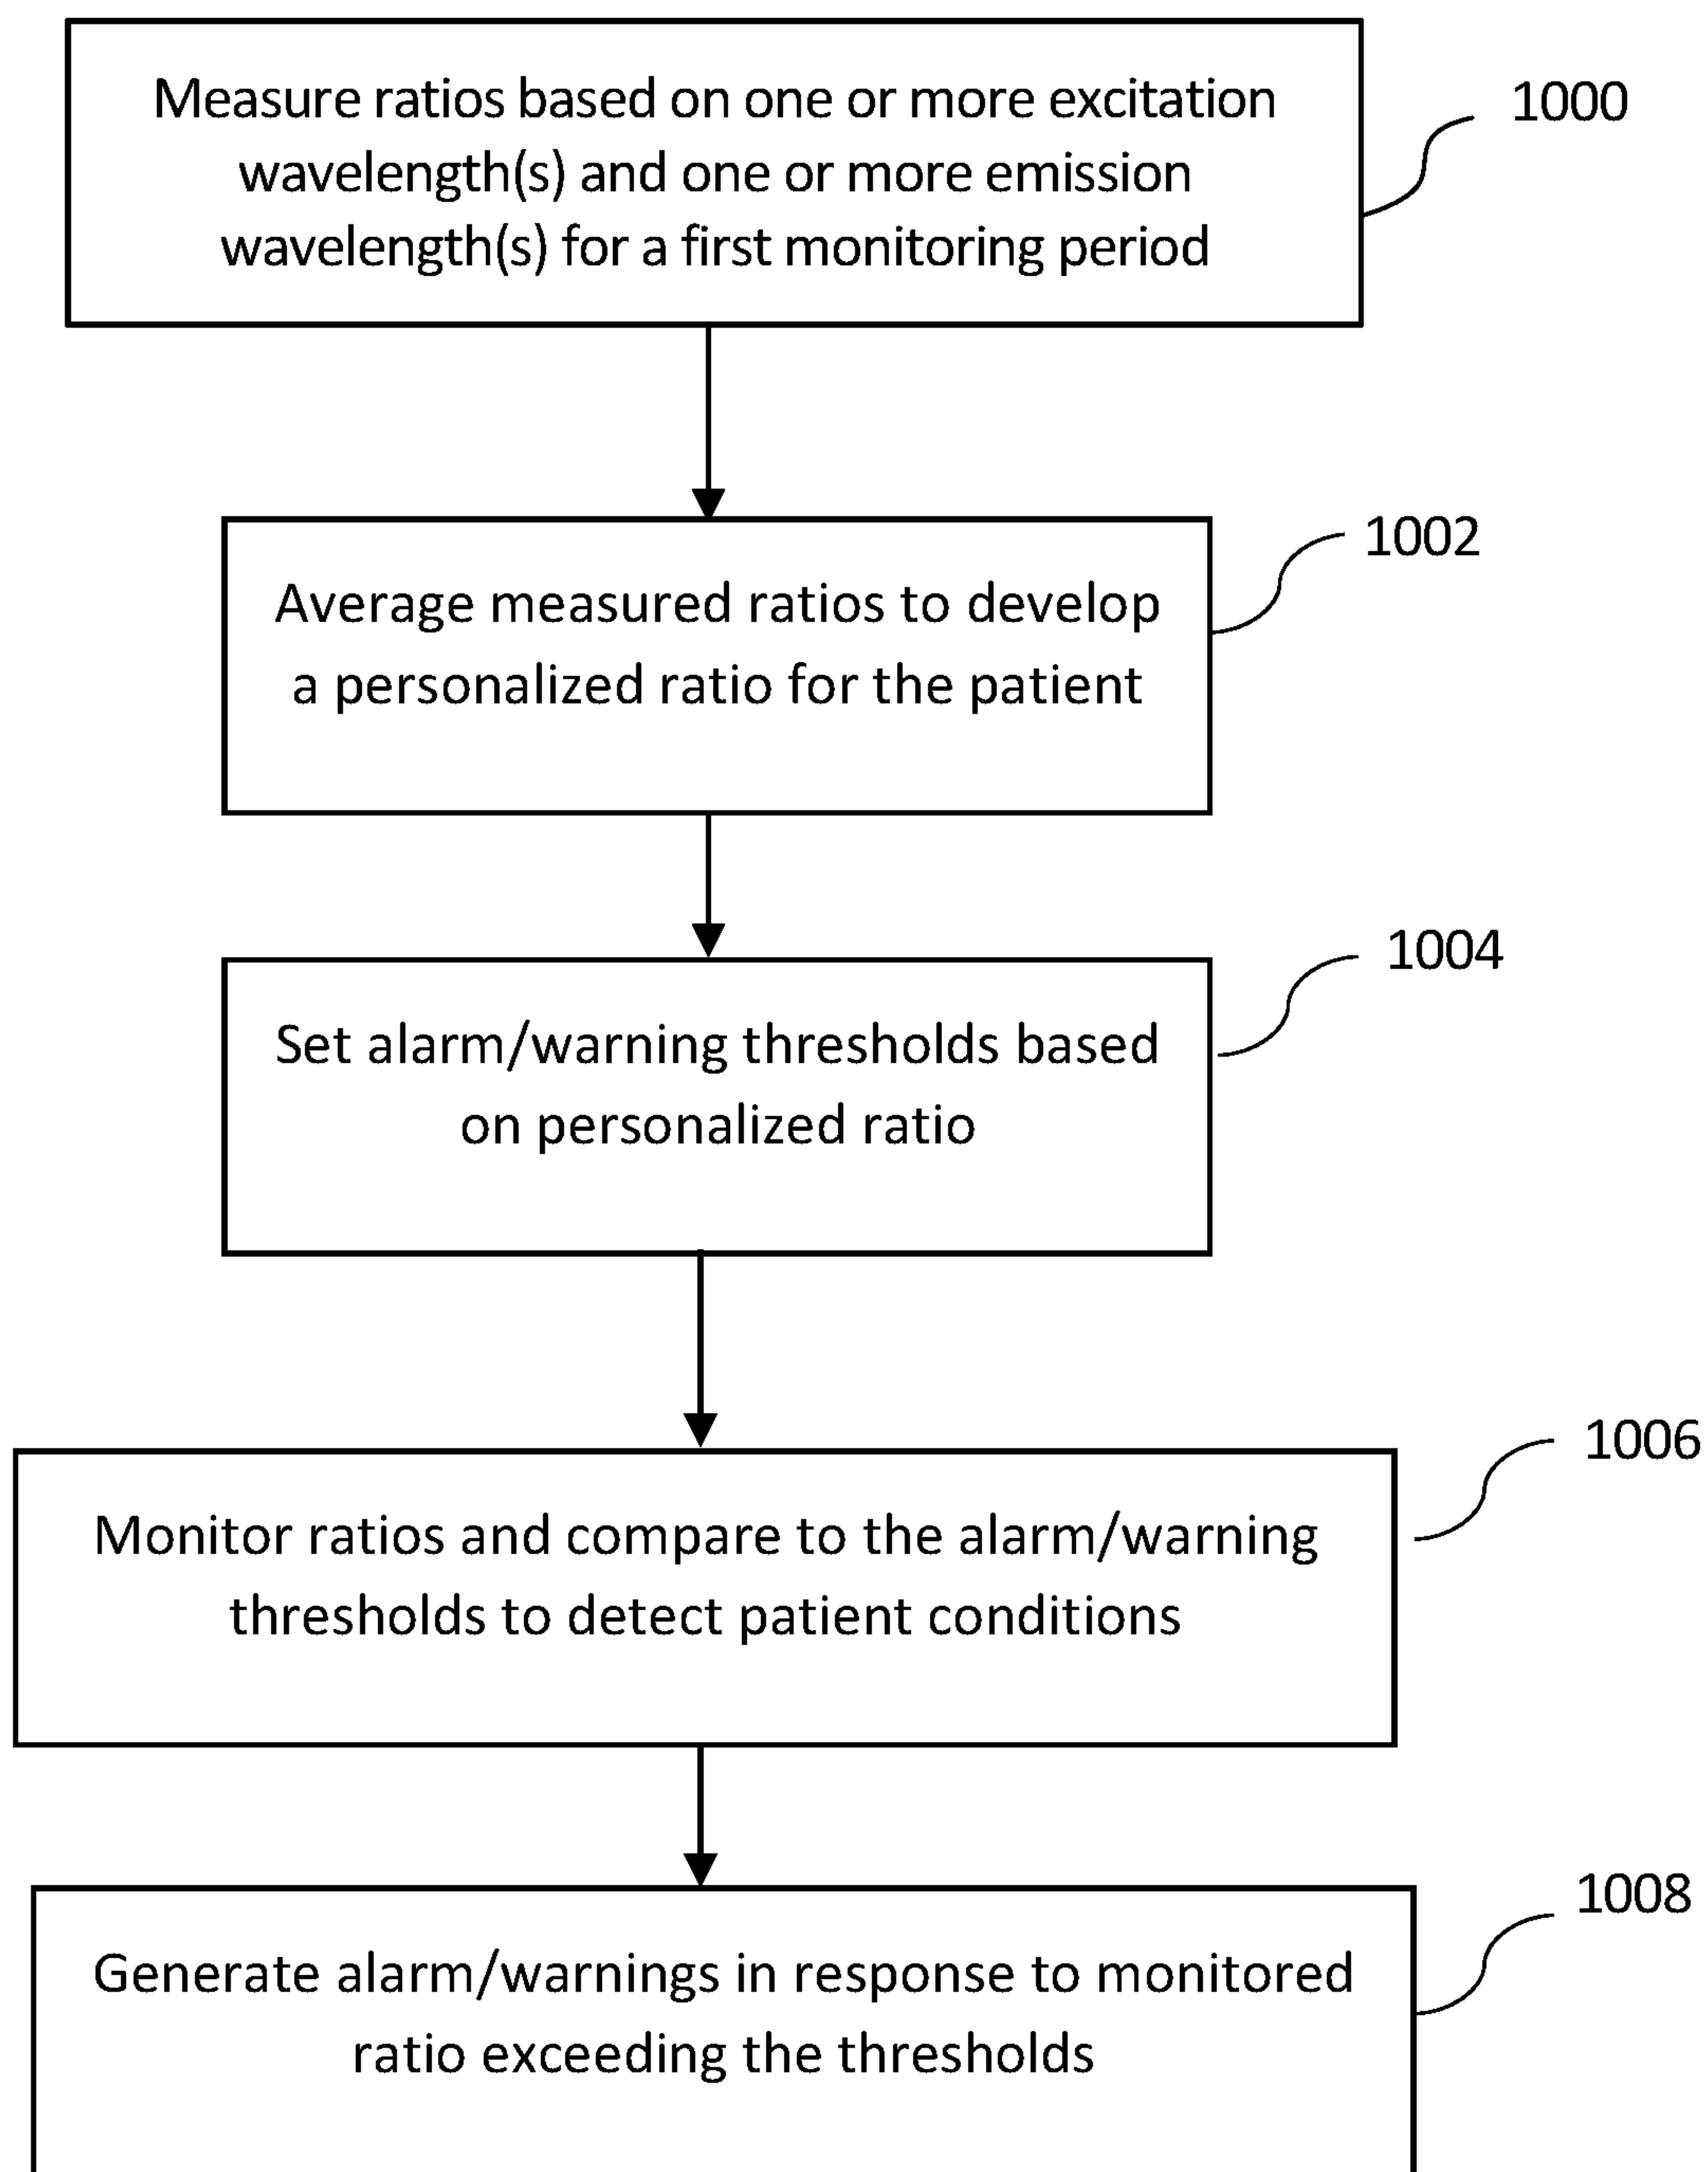 Measure ratios based on one or more excitation
wavelength(s) and one or more emission
wavelength(s) for a first monitoring period
1000
Average measured ratios to develop
a personalized ratio for the patient
1002
Set alarm/warning thresholds based
on personalized ratio
1004
Monitor ratios and compare to the alarm/warning
thresholds to detect patient conditions
1006
Generate alarm/warnings in response to monitored
ratio exceeding the thresholds
1008